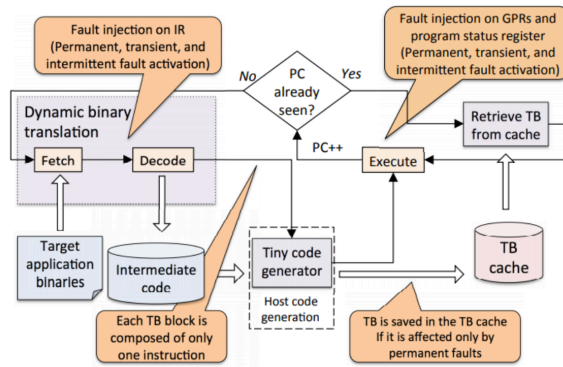 Fault injection on IR
(Permanent, transient, and
intermittent fault activation)
Fault injection on GPRs and
program status register
(Permanent, transient, and
intermittent fault activation)
No
PC
already
seen?
Yes
Dynamic binary
translation
Retrieve TB
from cache
PC++
Fetch
Decode
Execute
Target
application
binaries
Intermediate
code
Tiny code
generator
TB
cache
Host code
generation
Each TB block is
composed of only
one instruction
TB is saved in the TB cache
If it is affected only by
permanent faults